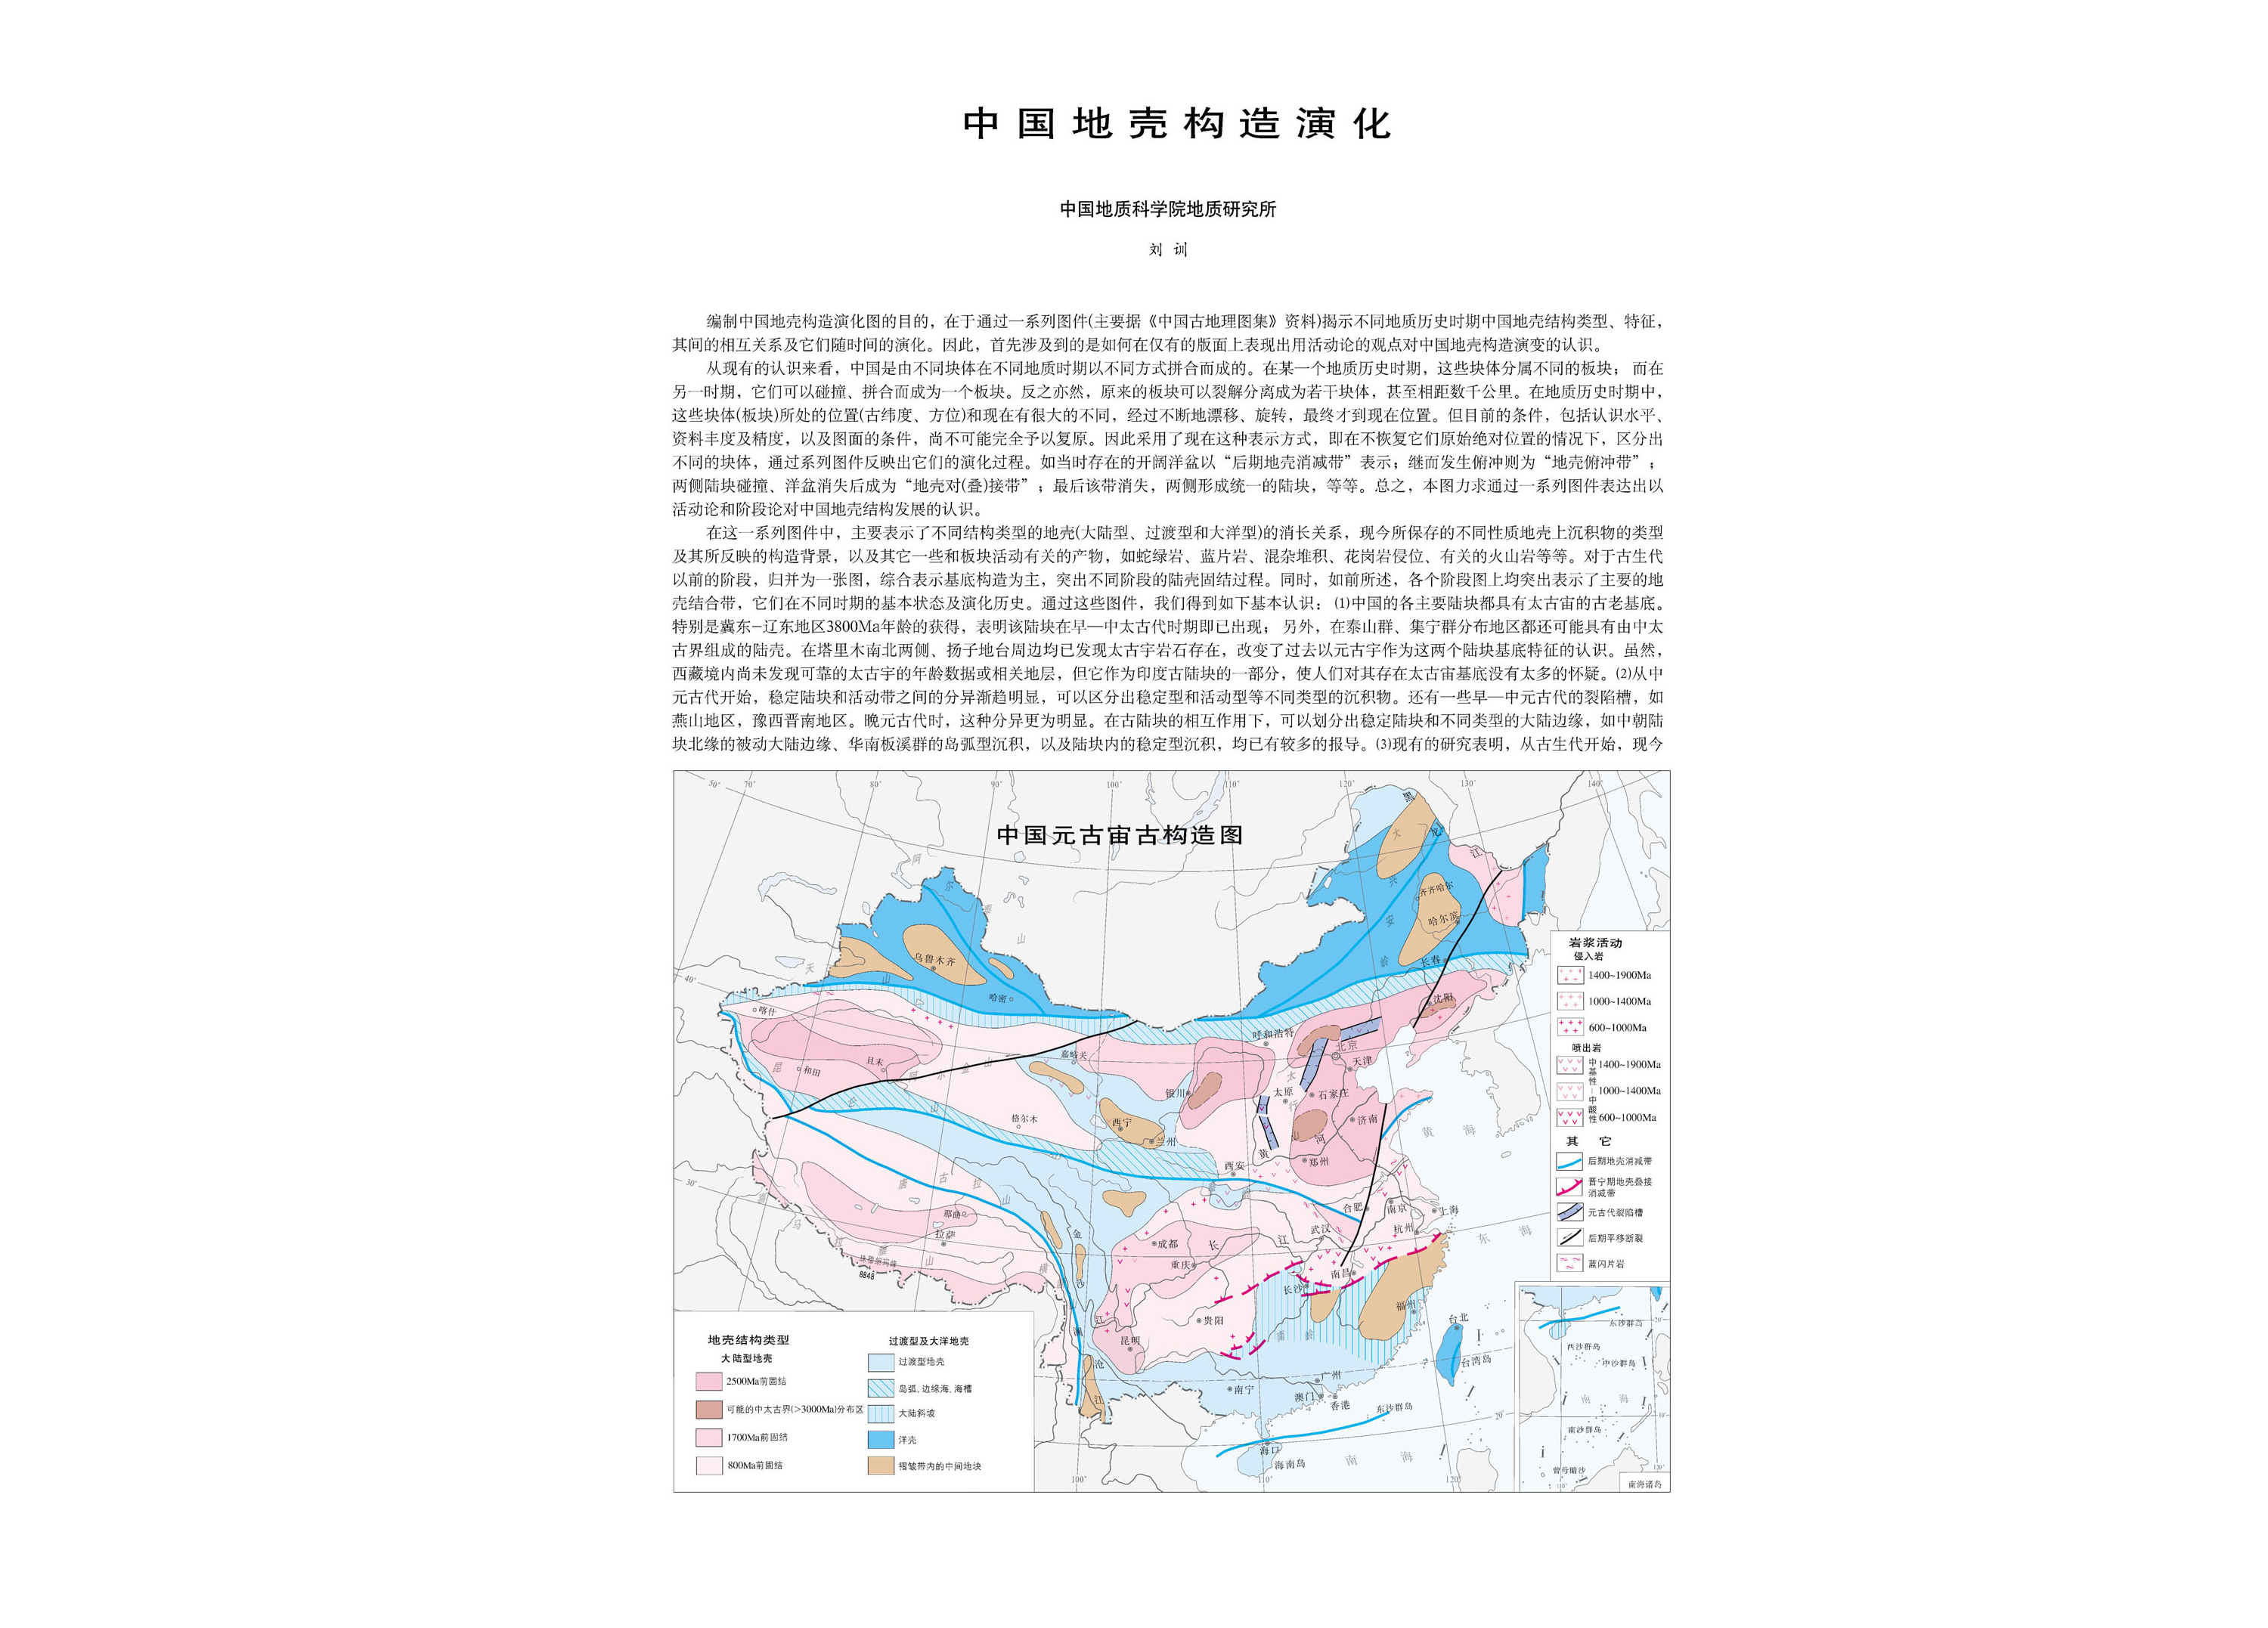 中国地壳构造演化
中国地质科学院地质研究所
刘 训
编制中国地壳构造演化图的目的，在于通过一系列图件(主要据《中国古地理图集》资料)揭示不同地质历史时期中国地壳结构类型、特征，
其间的相互关系及它们随时间的演化。因此，首先涉及到的是如何在仅有的版面上表现出用活动论的观点对中国地壳构造演变的认识。
从现有的认识来看，中国是由不同块体在不同地质时期以不同方式拼合而成的。在某一个地质历史时期，这些块体分属不同的板块；而在
另一时期，它们可以碰撞、拼合而成为一个板块。反之亦然，原来的板块可以裂解分离成为若干块体，甚至相距数千公里。在地质历史时期中，
这些块体(板块)所处的位置(古纬度、方位)和现在有很大的不同，经过不断地漂移、旋转，最终才到现在位置。但目前的条件，包括认识水平、
资料丰度及精度，以及图面的条件，尚不可能完全予以复原。因此采用了现在这种表示方式，即在不恢复它们原始绝对位置的情况下，区分出
不同的块体，通过系列图件反映出它们的演化过程。如当时存在的开阔洋盆以“后期地壳消减带”表示；继而发生俯冲则为“地壳俯冲带”；
两侧陆块碰撞、洋盆消失后成为“地壳对(叠)接带”；最后该带消失，两侧形成统一的陆块，等等。总之，本图力求通过一系列图件表达出以
活动论和阶段论对中国地壳结构发展的认识。
在这一系列图件中，主要表示了不同结构类型的地壳(大陆型、过渡型和大洋型)的消长关系，现今所保存的不同性质地壳上沉积物的类型
及其所反映的构造背景，以及其它一些和板块活动有关的产物，如蛇绿岩、蓝片岩、混杂堆积、花岗岩侵位、有关的火山岩等等。对于古生代
以前的阶段，归并为一张图，综合表示基底构造为主，突出不同阶段的陆壳固结过程。同时，如前所述，各个阶段图上均突出表示了主要的地
壳结合带，它们在不同时期的基本状态及演化历史。通过这些图件，我们得到如下基本认识：(1)中国的各主要陆块都具有太古宙的古老基底。
特别是冀东−辽东地区3800Ma年龄的获得，表明该陆块在早—中太古代时期即已出现；另外，在泰山群、集宁群分布地区都还可能具有由中太
古界组成的陆壳。在塔里木南北两侧、扬子地台周边均已发现太古宇岩石存在，改变了过去以元古宇作为这两个陆块基底特征的认识。虽然，
西藏境内尚未发现可靠的太古宇的年龄数据或相关地层，但它作为印度古陆块的一部分，使人们对其存在太古宙基底没有太多的怀疑。(2)从中
元古代开始，稳定陆块和活动带之间的分异渐趋明显，可以区分出稳定型和活动型等不同类型的沉积物。还有一些早—中元古代的裂陷槽，如
燕山地区，豫西晋南地区。晚元古代时，这种分异更为明显。在古陆块的相互作用下，可以划分出稳定陆块和不同类型的大陆边缘，如中朝陆
块北缘的被动大陆边缘、华南板溪群的岛弧型沉积，以及陆块内的稳定型沉积，均已有较多的报导。(3)现有的研究表明，从古生代开始，现今
50° 70° 80° 90° 100° 110° 120° 130° 140°
中国元古宙古构造图
黑
龙
江
大
兴
安
岭
阿
尔
泰
山
齐齐哈尔
哈尔滨
长春
沈阳
乌鲁木齐
哈密
天
山
40°
喀什
和田
且末
昆
仑
山
阿
尔
金
山
嘉峪关
呼和浩特
北京
天津
银川
太
行
山
太原
石家庄
济南
格尔木
西宁
兰州
黄
河
郑州
西安
黄
海
30°
唐
古
拉
山
那曲
拉萨
喜
马
拉
雅
山
珠穆朗玛峰
8848
横
金
沙
江
成都
重庆
长
江
武汉
合肥
南京
上海
杭州
东
海
南昌
长沙
贵阳
南
岭
福州
台北
台湾岛
昆明
澜
沧
江
南宁
广州
澳门
香港
东沙群岛
海口
海南岛
南
海
20°
100° 110° 120°
岩浆活动
侵入岩
1400~1900Ma
1000~1400Ma
600~1000Ma
喷出岩
中基性-中酸性
1400~1900Ma
1000~1400Ma
600~1000Ma
其 它
后期地壳消减带
晋宁期地壳叠接
消减带
元古代裂陷槽
后期平移断裂
蓝闪片岩
地壳结构类型
大陆型地壳
2500Ma前固结
可能的中太古界(>3000Ma)分布区
1700Ma前固结
800Ma前固结
过渡型及大洋地壳
过渡型地壳
岛弧、边缘海、海槽
大陆斜坡
洋壳
褶皱带内的中间地块
东沙群岛
20°
西沙群岛
中沙群岛
南
海
10°
南沙群岛
曾母暗沙
110°
120°
南海诸岛